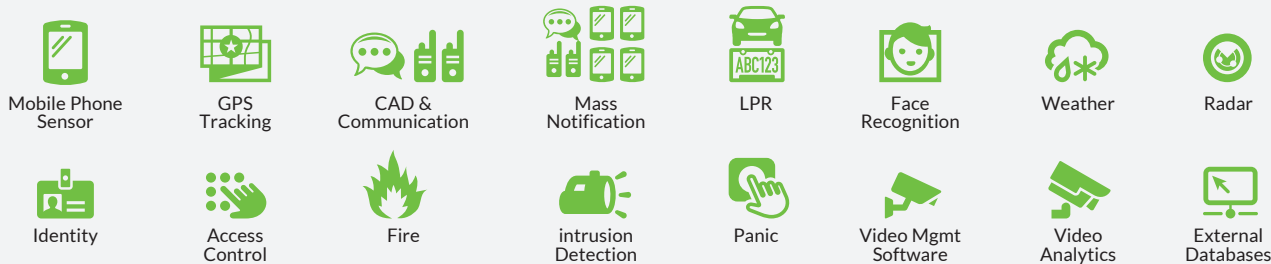 ABC123
Mobile Phone
Sensor
GPS
Tracking
CAD &
Communication
Mass
Notification
LPR
Face
Recognition
Weather
Radar
Identity
Access
Control
Fire
intrusion
Detection
Panic
Video Mgmt
Software
Video
Analytics
External
Databases